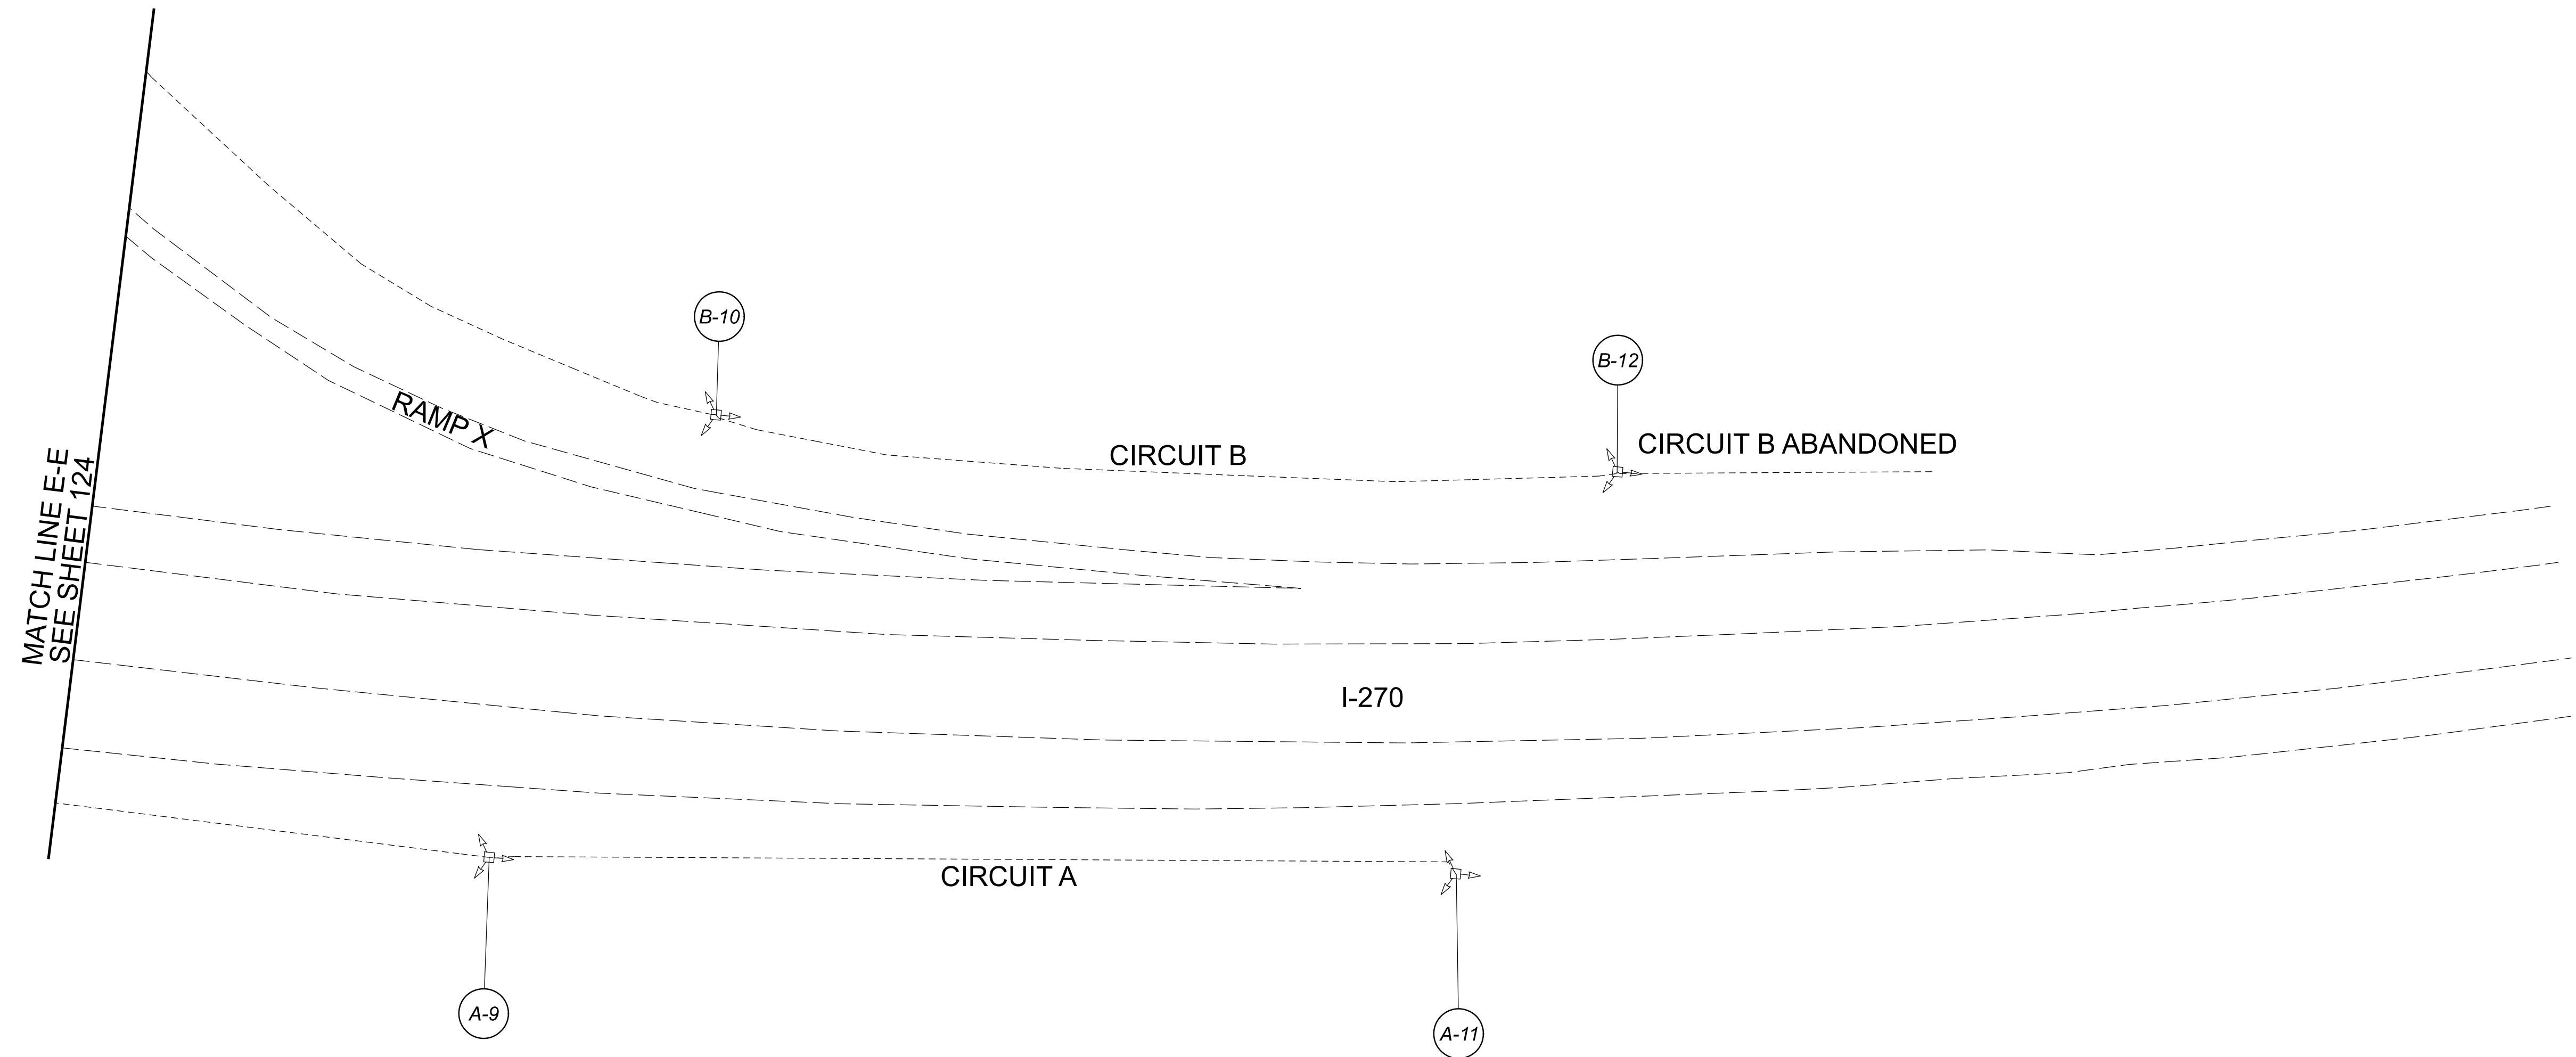 B-10
B-12
RAMP X
CIRCUIT B
CIRCUIT B ABANDONED
MATCH LINE E-E
SEE SHEET 124
I-270
CIRCUIT A
A-9
A-11